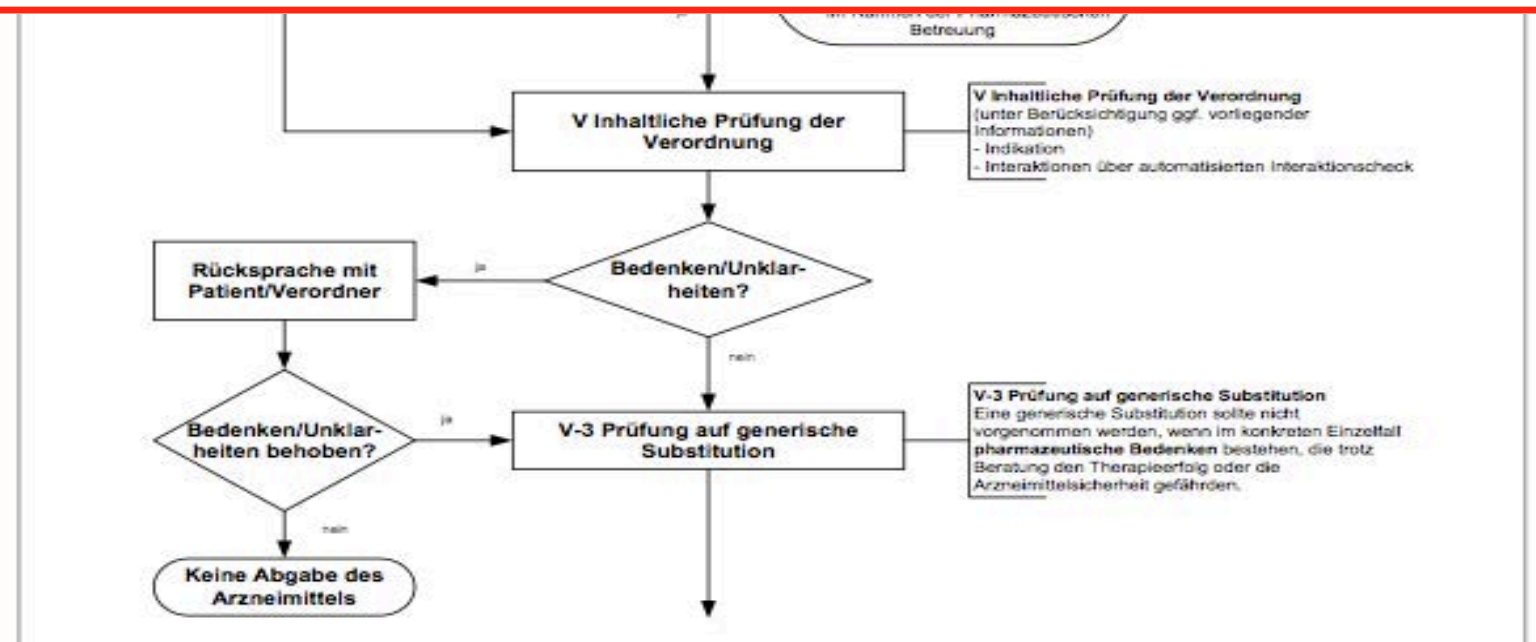 Betreuung
V Inhaltliche Prüfung der
Verordnung
V Inhaltliche Prüfung der Verordnung
(unter Berücksichtigung ggf. vorliegender
Informationen)
- Indikation
- Interaktionen über automatisierten Interaktionscheck
Rücksprache mit
Patient/Verordner
ja
Bedenken/Unklar-
heiten?
nein
Bedenken/Unklar-
heiten behoben?
ja
V-3 Prüfung auf generische
Substitution
V-3 Prüfung auf generische Substitution
Eine generische Substitution sollte nicht
vorgenommen werden, wenn im konkreten Einzelfall
pharmazeutische Bedenken bestehen, die trotz
Beratung den Therapieerfolg oder die
Arzneimittelsicherheit gefährden.
nein
Keine Abgabe des
Arzneimittels